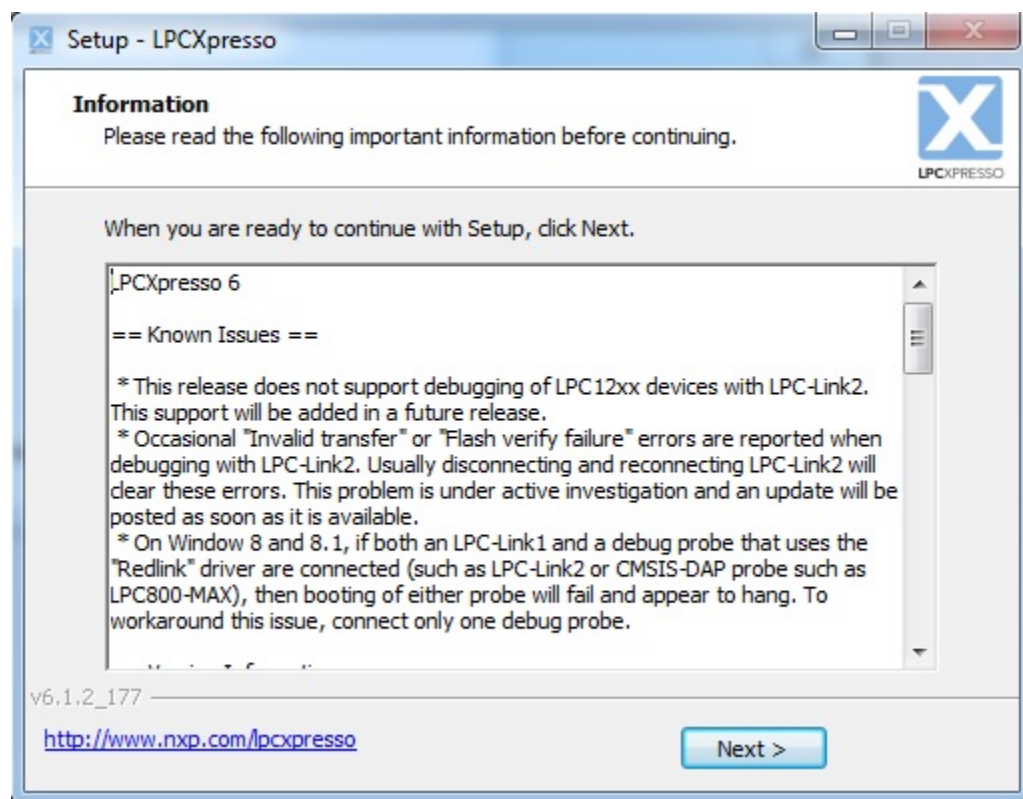 Setup - LPCXpresso
Information
Please read the following important information before continuing.
LPCXPRESSO
When you are ready to continue with Setup, click Next.
LPCXpresso 6
== Known Issues ==
* This release does not support debugging of LPC12xx devices with LPC-Link2.
This support will be added in a future release.
* Occasional "Invalid transfer" or "Flash verify failure" errors are reported when
debugging with LPC-Link2. Usually disconnecting and reconnecting LPC-Link2 will
clear these errors. This problem is under active investigation and an update will be
posted as soon as it is available.
* On Window 8 and 8.1, if both an LPC-Link1 and a debug probe that uses the
"Redlink" driver are connected (such as LPC-Link2 or CMSIS-DAP probe such as
LPC800-MAX), then booting of either probe will fail and appear to hang. To
workaround this issue, connect only one debug probe.
v6.1.2_177
http://www.nxp.com/lpcxpresso
Next >